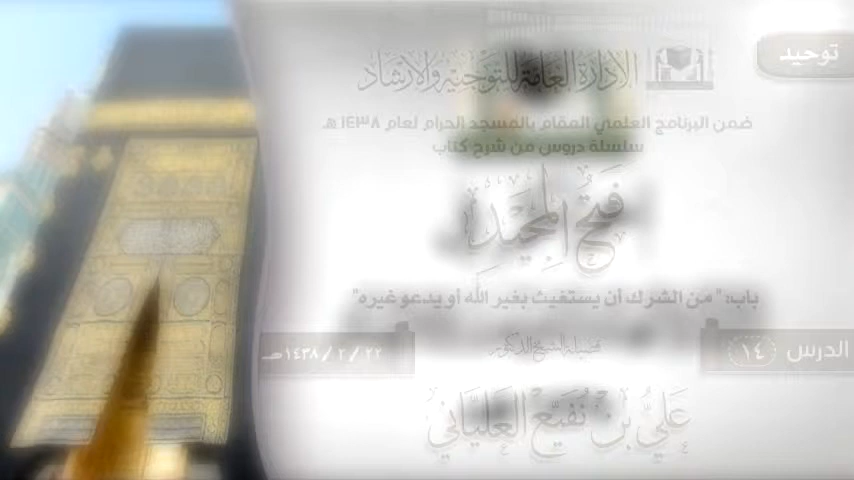 توحيد
الإدارة العامة للتوجيه والإرشاد
ضمن البرنامج العلمي المقام بالمسجد الحرام لعام ١٤٣٨هـ
سلسلة دروس من شرح كتاب
فتح المجيد
باب: "من الشرك أن يستغيث بغير الله أو يدعو غيره"
الدرس ١٤
فضيلة الشيخ الدكتور
٢٢ / ٢ / ١٤٣٨هـ
علي بن نفيع العلياني